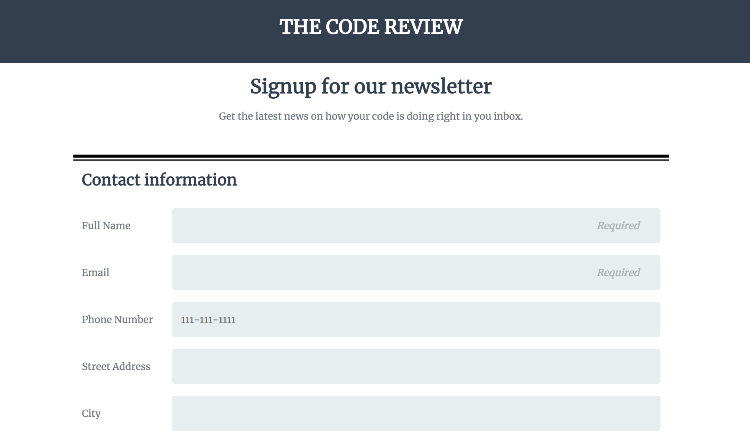 THE CODE REVIEW
Signup for our newsletter
Get the latest news on how your code is doing right in you inbox.
Contact information
Full Name Required
Email Required
Phone Number 111-111-1111
Street Address
City